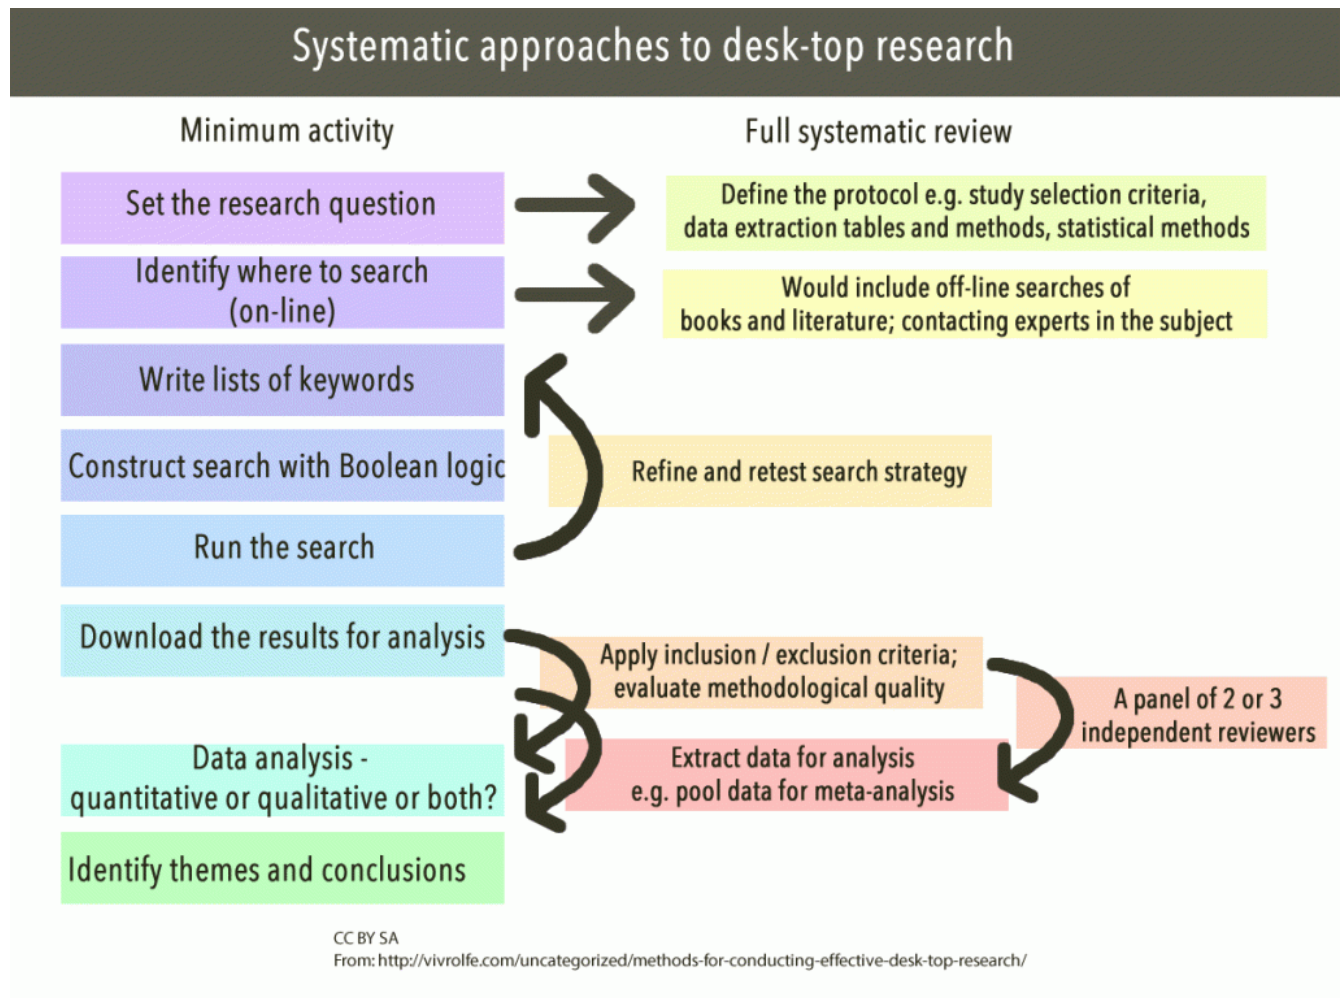 Systematic approaches to desk-top research
Minimum activity
Full systematic review
Set the research question
Define the protocol e.g. study selection criteria,
data extraction tables and methods, statistical methods
Identify where to search
(on-line)
Would include off-line searches of
books and literature; contacting experts in the subject
Write lists of keywords
Construct search with Boolean logic
Refine and retest search strategy
Run the search
Download the results for analysis
Apply inclusion / exclusion criteria;
evaluate methodological quality
A panel of 2 or 3
independent reviewers
Data analysis -
quantitative or qualitative or both?
Extract data for analysis
e.g. pool data for meta-analysis
Identify themes and conclusions
CC BY SA
From: http://vivrolfe.com/uncategorized/methods-for-conducting-effective-desk-top-research/